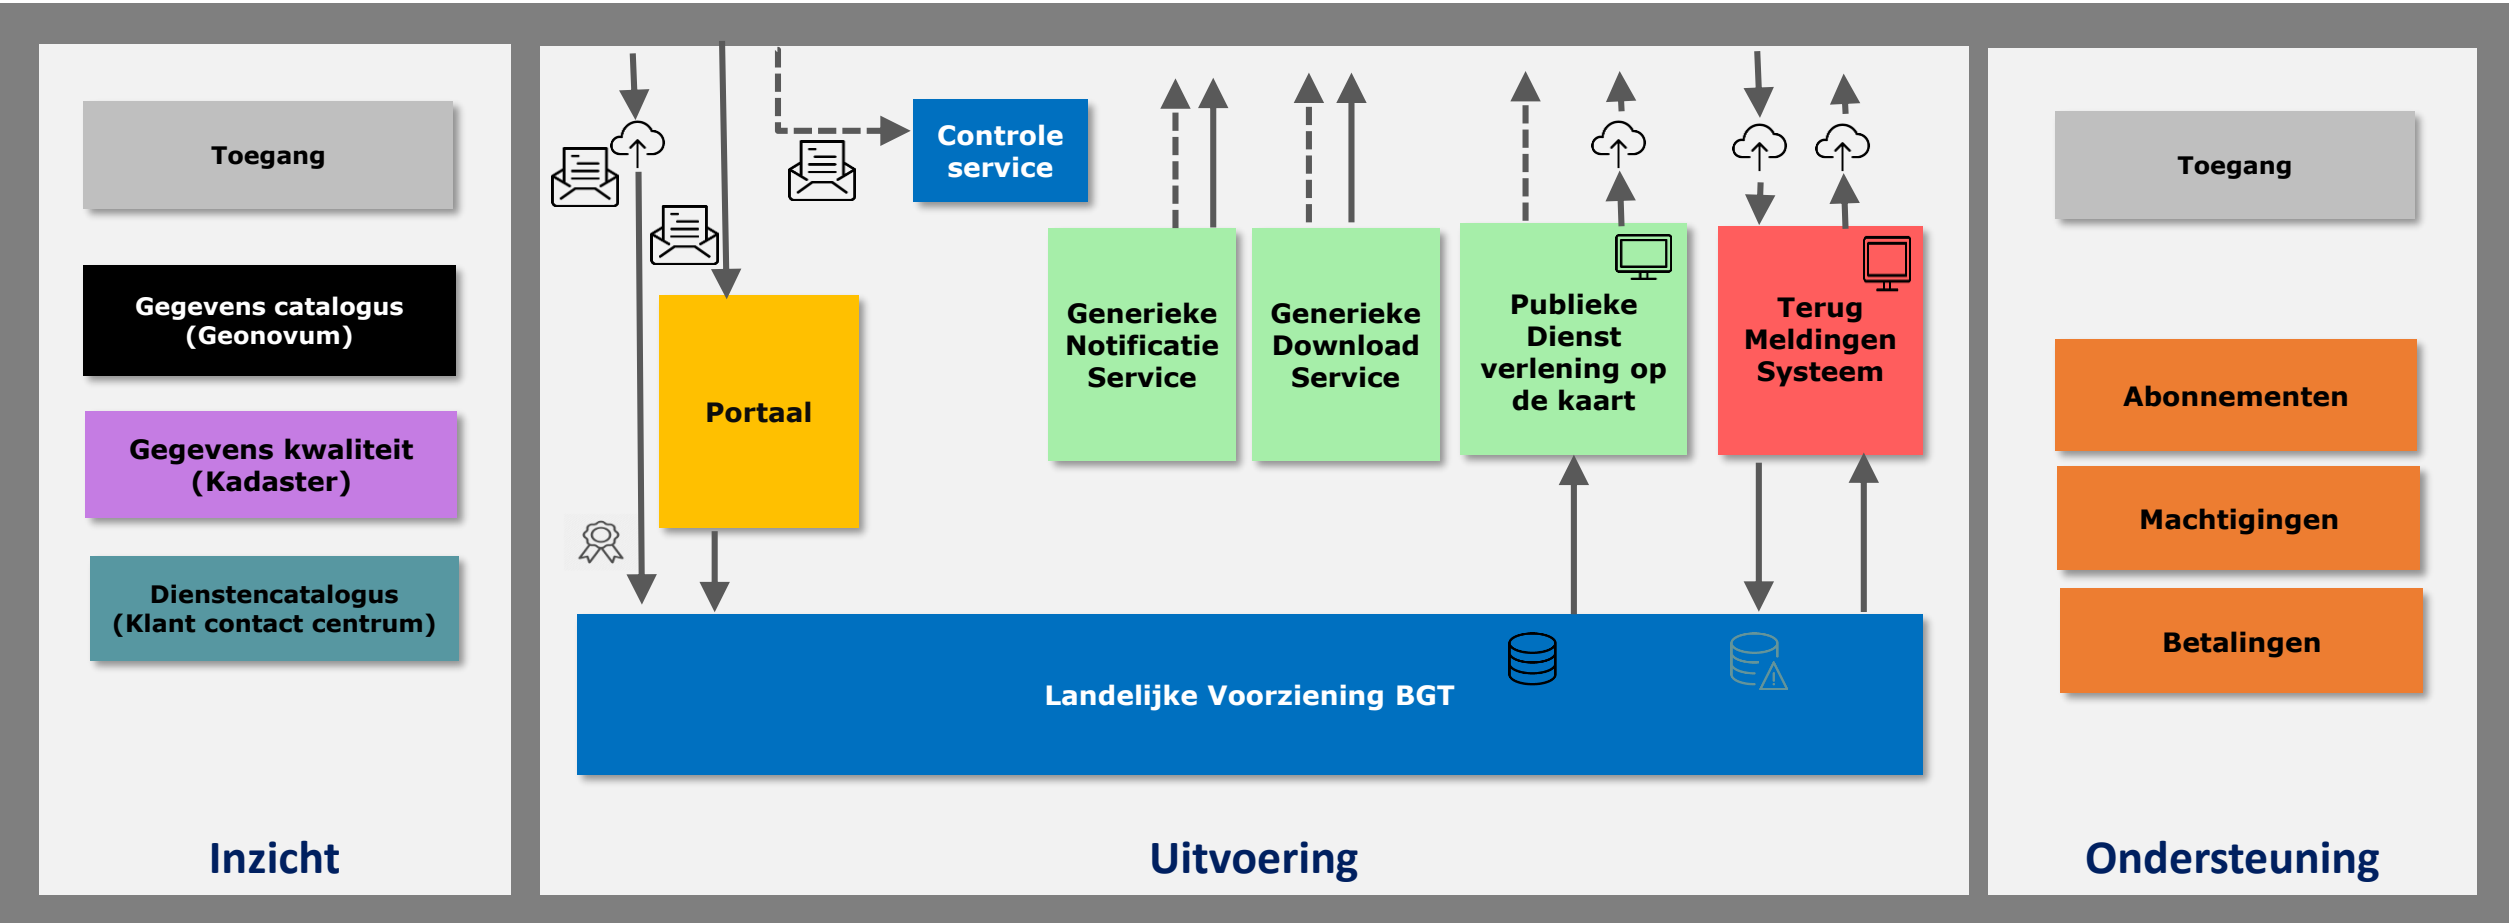 Toegang
Gegevens catalogus
(Geonovum)
Gegevens kwaliteit
(Kadaster)
Dienstencatalogus
(Klant contact centrum)
Inzicht
Controle
service
Portaal
Generieke
Notificatie
Service
Generieke
Download
Service
Publieke
Dienst
verlening op
de kaart
Terug
Meldingen
Systeem
Landelijke Voorziening BGT
Uitvoering
Toegang
Abonnementen
Machtigingen
Betalingen
Ondersteuning